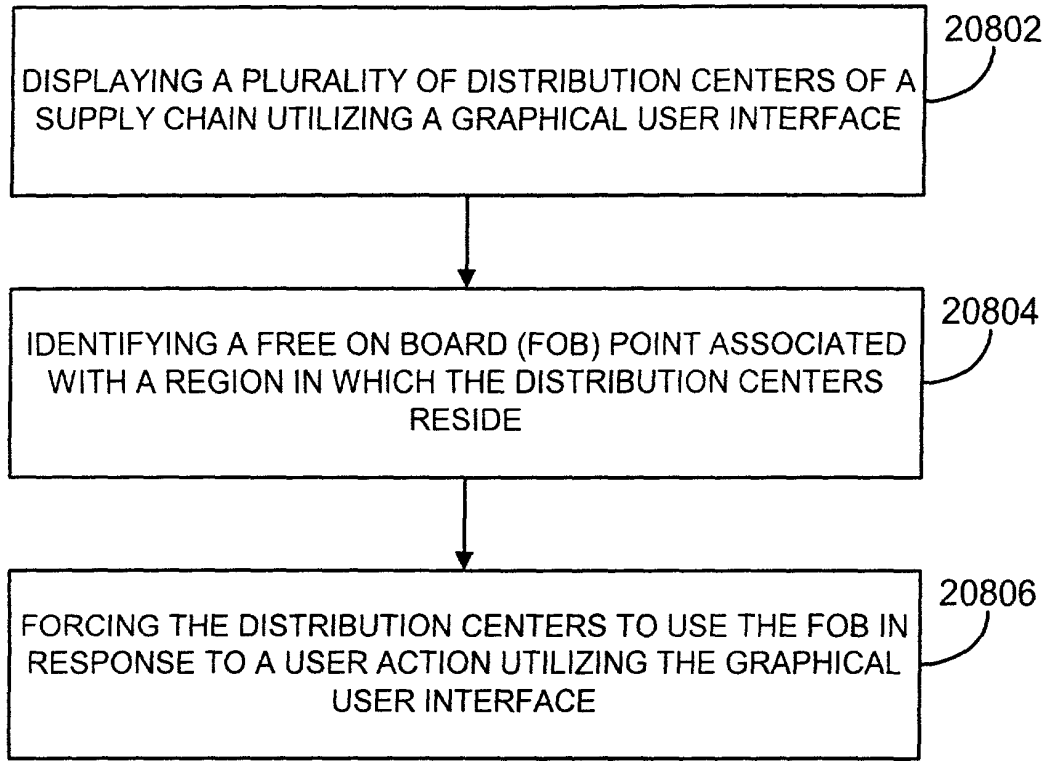 20802
DISPLAYING A PLURALITY OF DISTRIBUTION CENTERS OF A
SUPPLY CHAIN UTILIZING A GRAPHICAL USER INTERFACE
20804
IDENTIFYING A FREE ON BOARD (FOB) POINT ASSOCIATED
WITH A REGION IN WHICH THE DISTRIBUTION CENTERS
RESIDE
20806
FORCING THE DISTRIBUTION CENTERS TO USE THE FOB IN
RESPONSE TO A USER ACTION UTILIZING THE GRAPHICAL
USER INTERFACE